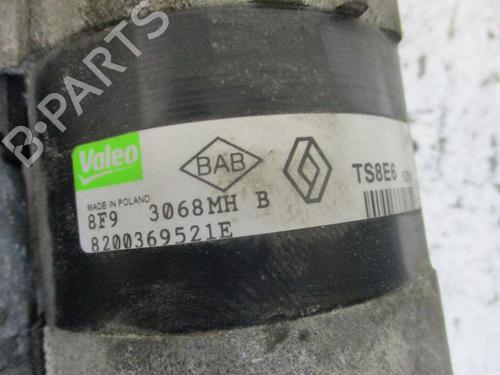 B-PARTS
Valeo
MADE IN POLAND
BAB
TS8E6
8F9 3068MH B
8200369521E